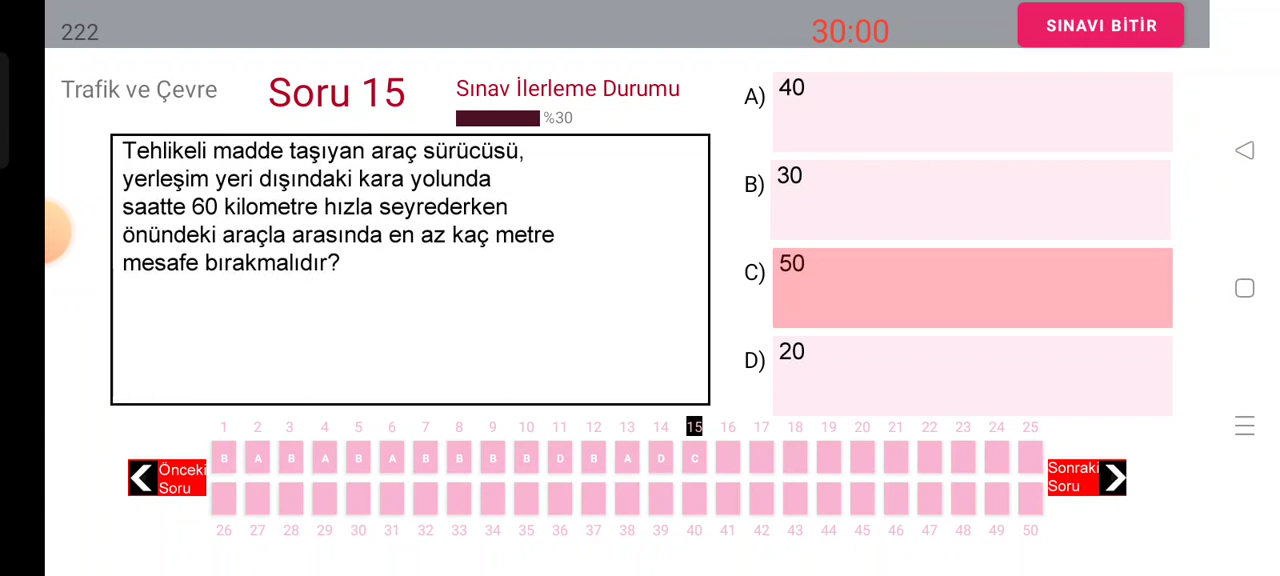 222
30:00
SINAVI BİTİR
Trafik ve Çevre
Soru 15
Sınav İlerleme Durumu
%30
Tehlikeli madde taşıyan araç sürücüsü,
yerleşim yeri dışındaki kara yolunda
saatte 60 kilometre hızla seyrederken
önündeki araçla arasında en az kaç metre
mesafe bırakmalıdır?
A) 40
B) 30
C) 50
D) 20
1 2 3 4 5 6 7 8 9 10 11 12 13 14 15 16 17 18 19 20 21 22 23 24 25
B A B A B A B B B B D B A D C
Önceki
Soru
Sonraki
Soru
26 27 28 29 30 31 32 33 34 35 36 37 38 39 40 41 42 43 44 45 46 47 48 49 50